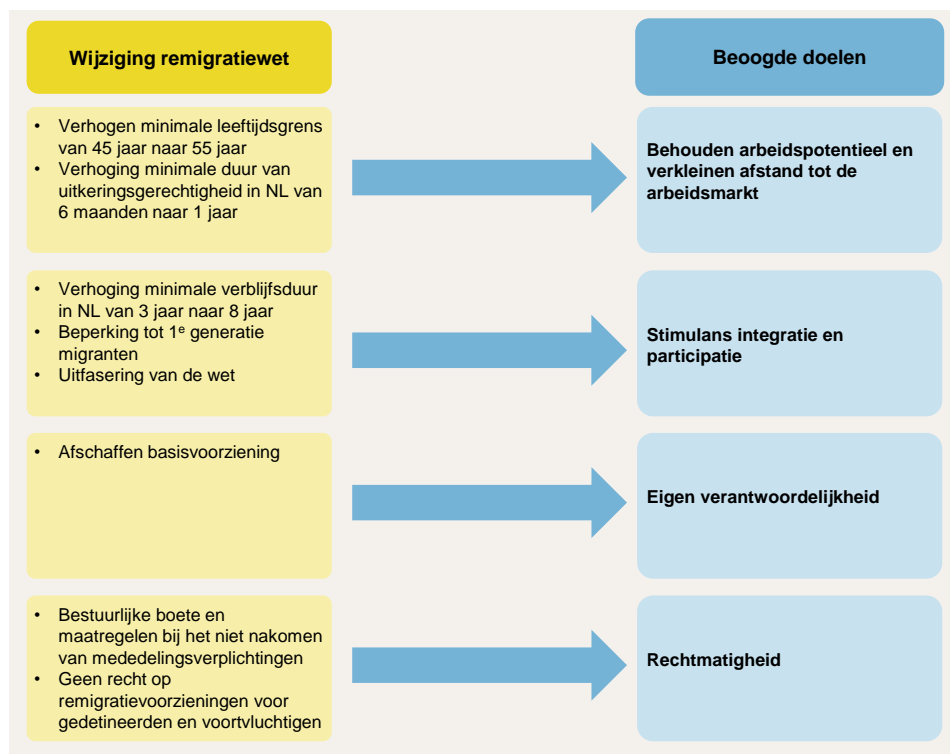 Wijziging remigratiewet
Beoogde doelen
• Verhogen minimale leeftijdsgrens
van 45 jaar naar 55 jaar
• Verhoging minimale duur van
uitkeringsgerechtigheid in NL van
6 maanden naar 1 jaar
Behouden arbeidspotentieel en
verkleinen afstand tot de
arbeidsmarkt
• Verhoging minimale verblijfsduur
in NL van 3 jaar naar 8 jaar
• Beperking tot 1e generatie
migranten
• Uitfasering van de wet
Stimulans integratie en
participatie
• Afschaffen basisvoorziening
Eigen verantwoordelijkheid
• Bestuurlijke boete en
maatregelen bij het niet nakomen
van mededelingsverplichtingen
• Geen recht op
remigratievoorzieningen voor
gedetineerden en voortvluchtigen
Rechtmatigheid